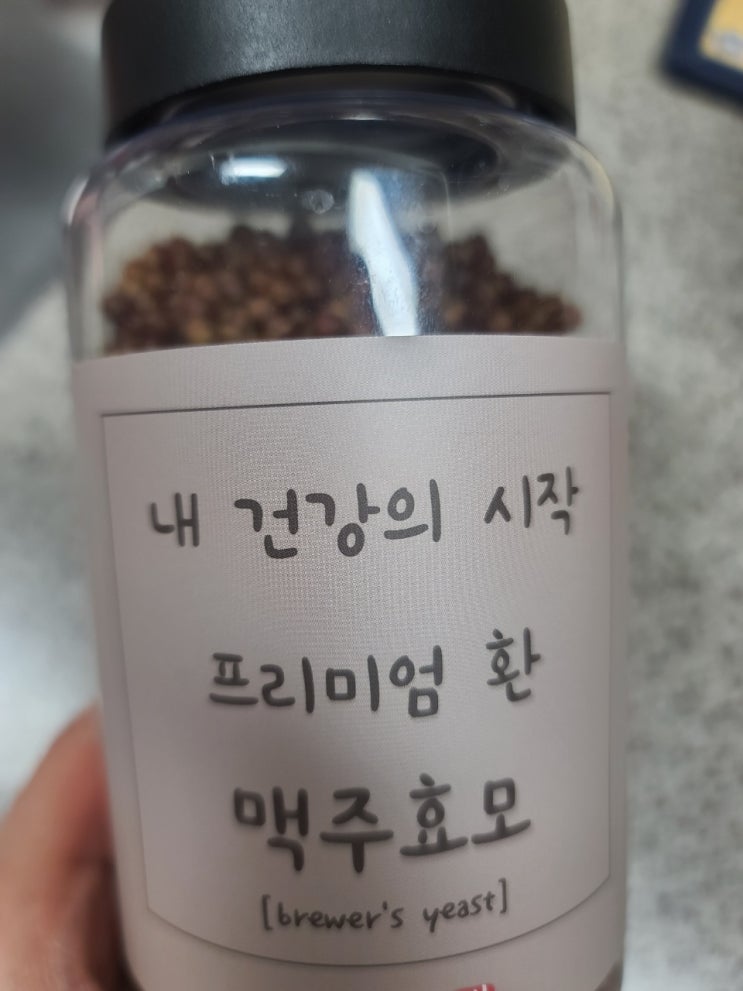 내 건강의 시작
프리미엄 환
맥주효모
[brewer's yeast]